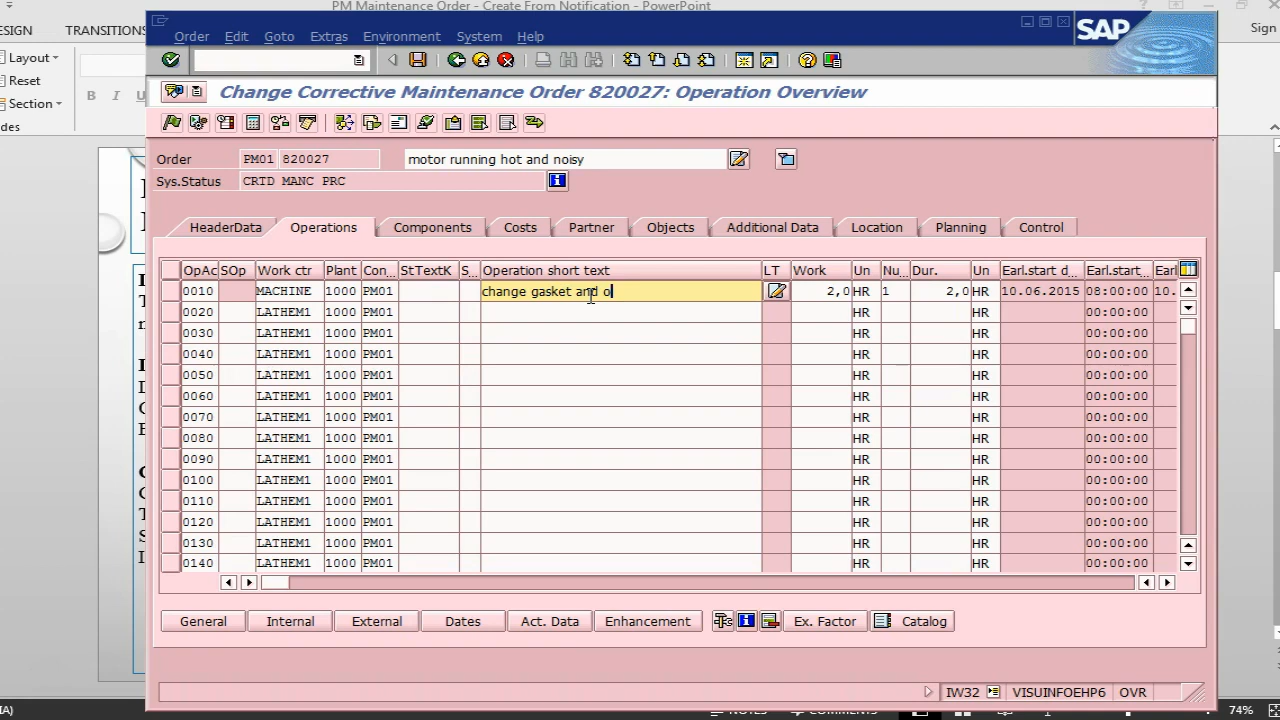 PM Maintenance Order - Create From Notification - PowerPoint
ESIGN
TRANSITIONS
Sign
Layout
Reset
Section
des
B I U
SAP
Order Edit Goto Extras Environment System Help
Change Corrective Maintenance Order 820027: Operation Overview
Order PM01 820027 motor running hot and noisy
Sys.Status CRTD MANC PRC
HeaderData Operations Components Costs Partner Objects Additional Data Location Planning Control
OpAc SOp Work ctr Plant Con... StTextK S... Operation short text LT Work Un Nu... Dur. Un Earl.start d... Earl.start... Earl
0010 MACHINE 1000 PM01 change gasket and o 2,0 HR 1 2,0 HR 10.06.2015 08:00:00 10.
0020 LATHEM1 1000 PM01 HR HR 00:00:00
0030 LATHEM1 1000 PM01 HR HR 00:00:00
0040 LATHEM1 1000 PM01 HR HR 00:00:00
0050 LATHEM1 1000 PM01 HR HR 00:00:00
0060 LATHEM1 1000 PM01 HR HR 00:00:00
0070 LATHEM1 1000 PM01 HR HR 00:00:00
0080 LATHEM1 1000 PM01 HR HR 00:00:00
0090 LATHEM1 1000 PM01 HR HR 00:00:00
0100 LATHEM1 1000 PM01 HR HR 00:00:00
0110 LATHEM1 1000 PM01 HR HR 00:00:00
0120 LATHEM1 1000 PM01 HR HR 00:00:00
0130 LATHEM1 1000 PM01 HR HR 00:00:00
0140 LATHEM1 1000 PM01 HR HR 00:00:00
General Internal External Dates Act. Data Enhancement Ex. Factor Catalog
IW32 VISUINFOEHP6 OVR
74%